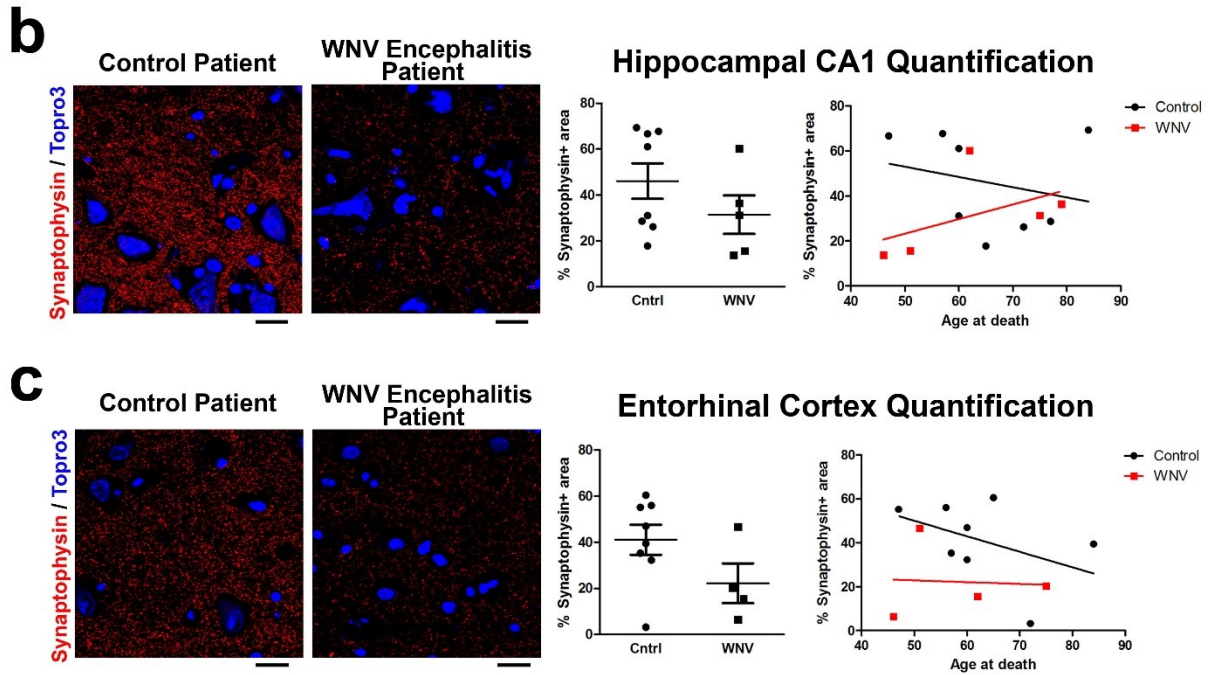 b
Control Patient
WNV Encephalitis
Patient
Synaptophysin / Topro3
Hippocampal CA1 Quantification
% Synaptophysin+ area
80
60
40
20
0
Cntrl
WNV
% Synaptophysin+ area
80
60
40
20
0
40
50
60
70
80
90
Age at death
Control
WNV
c
Control Patient
WNV Encephalitis
Patient
Synaptophysin / Topro3
Entorhinal Cortex Quantification
% Synaptophysin+ area
80
60
40
20
0
Cntrl
WNV
% Synaptophysin+ area
80
60
40
20
0
40
50
60
70
80
90
Age at death
Control
WNV